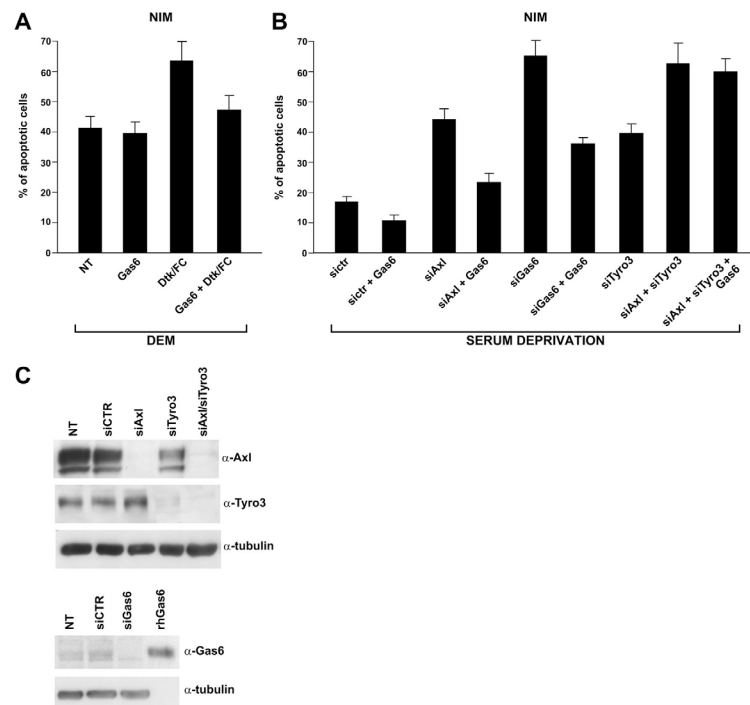 A
NIM
% of apoptotic cells
70
60
50
40
30
20
10
0
NT
Gas6
Dtk/FC
Gas6 + Dtk/FC
DEM
B
NIM
% of apoptotic cells
70
60
50
40
30
20
10
0
sictr
sictr + Gas6
siAxl
siAxl + Gas6
siGas6
siGas6 + Gas6
siTyro3
siAxl + siTyro3
siAxl + siTyro3 +
Gas6
SERUM DEPRIVATION
C
NT
siCTR
siAxl
siTyro3
siAxl/siTyro3
α-Axl
α-Tyro3
α-tubulin
NT
siCTR
siGas6
rhGas6
α-Gas6
α-tubulin